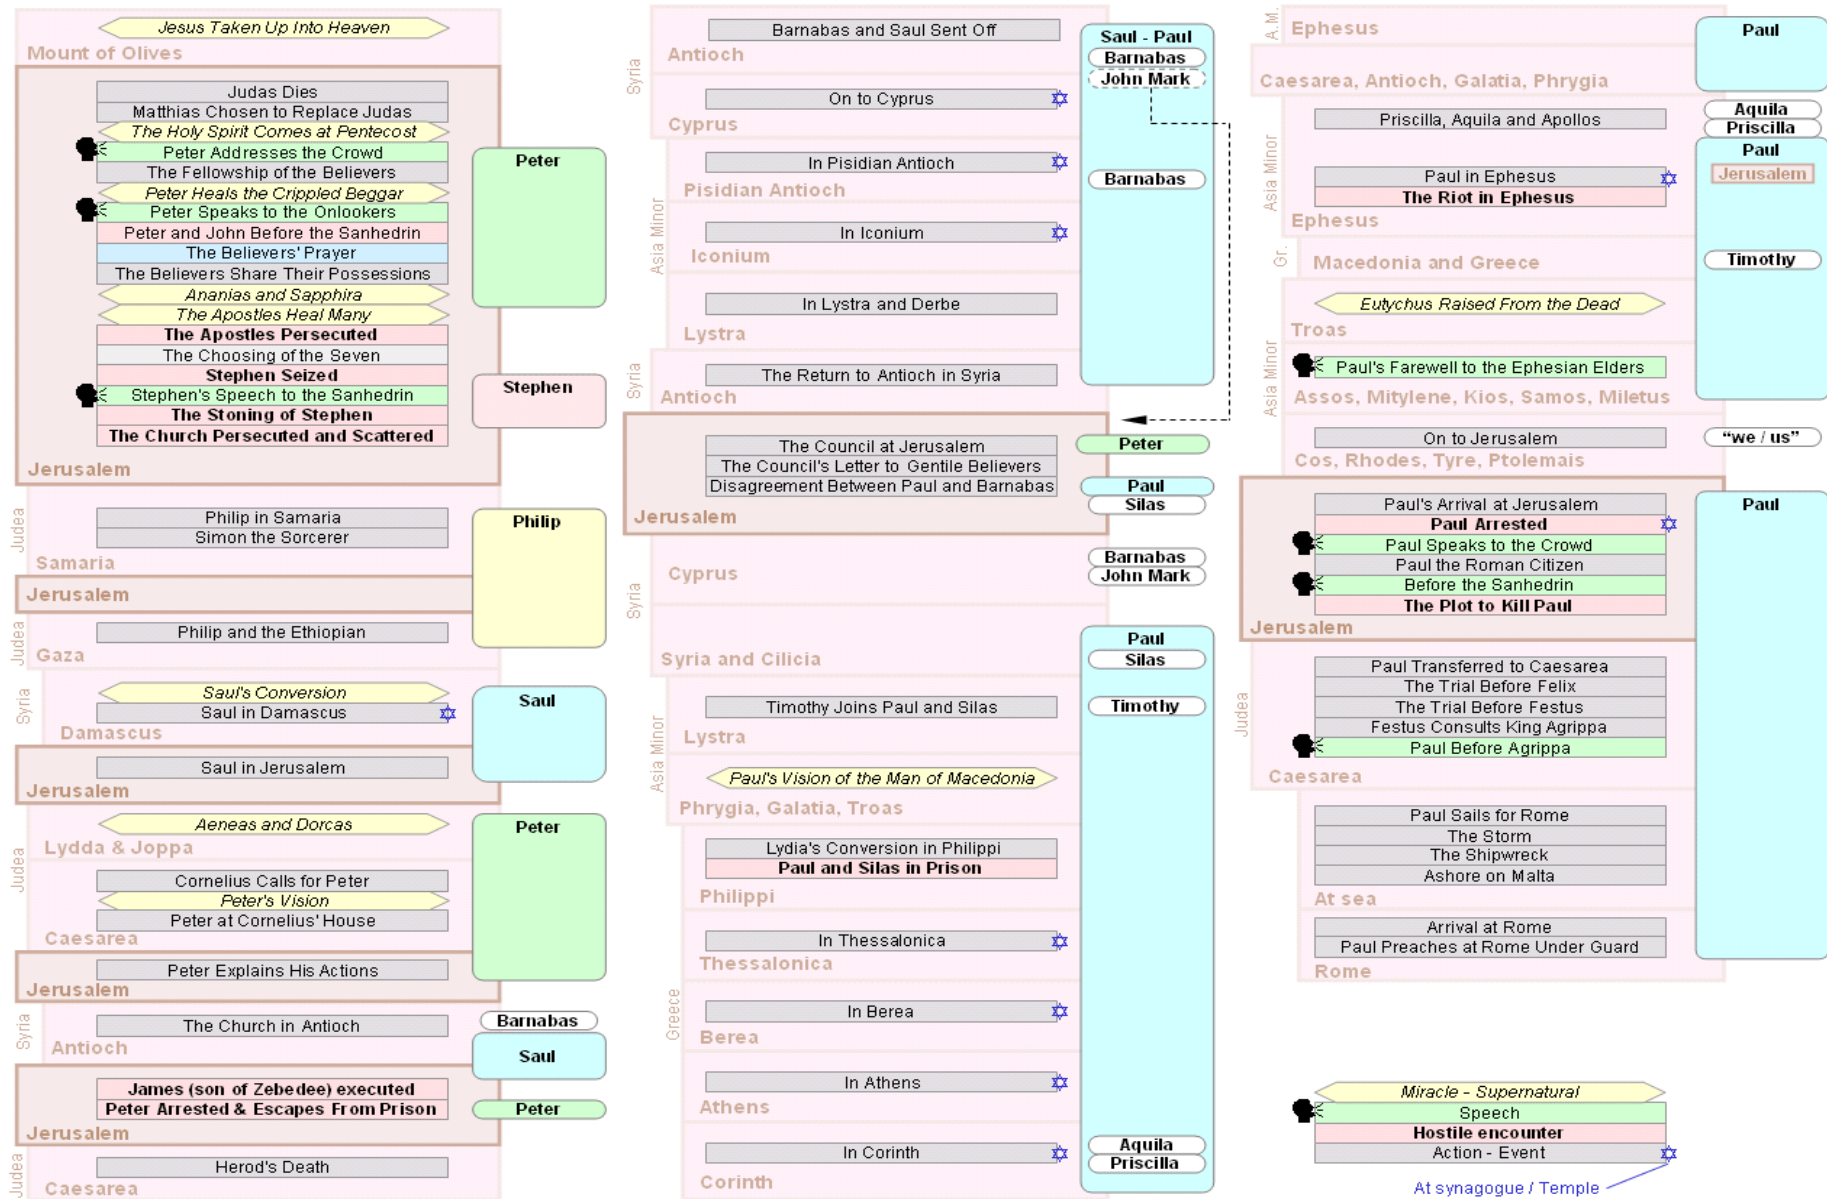 Jesus Taken Up Into Heaven
Mount of Olives
Judas Dies
Matthias Chosen to Replace Judas
The Holy Spirit Comes at Pentecost
Peter Addresses the Crowd
The Fellowship of the Believers
Peter Heals the Crippled Beggar
Peter Speaks to the Onlookers
Peter and John Before the Sanhedrin
The Believers' Prayer
The Believers Share Their Possessions
Ananias and Sapphira
The Apostles Heal Many
The Apostles Persecuted
The Choosing of the Seven
Stephen Seized
Stephen's Speech to the Sanhedrin
The Stoning of Stephen
The Church Persecuted and Scattered
Jerusalem
Peter
Stephen
Judea
Philip in Samaria
Simon the Sorcerer
Samaria
Philip
Jerusalem
Judea
Philip and the Ethiopian
Gaza
Syria
Saul's Conversion
Saul in Damascus
Damascus
Saul
Saul in Jerusalem
Jerusalem
Judea
Aeneas and Dorcas
Lydda & Joppa
Peter
Cornelius Calls for Peter
Peter's Vision
Peter at Cornelius' House
Caesarea
Peter Explains His Actions
Jerusalem
Syria
The Church in Antioch
Antioch
Barnabas
Saul
James (son of Zebedee) executed
Peter Arrested & Escapes From Prison
Jerusalem
Peter
Judea
Herod's Death
Caesarea
Syria
Barnabas and Saul Sent Off
Antioch
Saul - Paul
Barnabas
John Mark
On to Cyprus
Cyprus
Asia Minor
In Pisidian Antioch
Pisidian Antioch
Barnabas
In Iconium
Iconium
In Lystra and Derbe
Lystra
Syria
The Return to Antioch in Syria
Antioch
The Council at Jerusalem
The Council's Letter to Gentile Believers
Disagreement Between Paul and Barnabas
Jerusalem
Peter
Paul
Silas
Syria
Cyprus
Barnabas
John Mark
Syria and Cilicia
Paul
Silas
Asia Minor
Timothy Joins Paul and Silas
Lystra
Timothy
Paul's Vision of the Man of Macedonia
Phrygia, Galatia, Troas
Greece
Lydia's Conversion in Philippi
Paul and Silas in Prison
Philippi
In Thessalonica
Thessalonica
In Berea
Berea
In Athens
Athens
In Corinth
Corinth
Aquila
Priscilla
A.M.
Ephesus
Paul
Caesarea, Antioch, Galatia, Phrygia
Asia Minor
Priscilla, Aquila and Apollos
Aquila
Priscilla
Paul
Jerusalem
Paul in Ephesus
The Riot in Ephesus
Ephesus
Gr.
Macedonia and Greece
Timothy
Asia Minor
Eutychus Raised From the Dead
Troas
Paul's Farewell to the Ephesian Elders
Assos, Mitylene, Kios, Samos, Miletus
On to Jerusalem
Cos, Rhodes, Tyre, Ptolemais
"we / us"
Paul's Arrival at Jerusalem
Paul Arrested
Paul Speaks to the Crowd
Paul the Roman Citizen
Before the Sanhedrin
The Plot to Kill Paul
Jerusalem
Paul
Judea
Paul Transferred to Caesarea
The Trial Before Felix
The Trial Before Festus
Festus Consults King Agrippa
Paul Before Agrippa
Caesarea
Paul Sails for Rome
The Storm
The Shipwreck
Ashore on Malta
At sea
Arrival at Rome
Paul Preaches at Rome Under Guard
Rome
Miracle - Supernatural
Speech
Hostile encounter
Action - Event
At synagogue / Temple